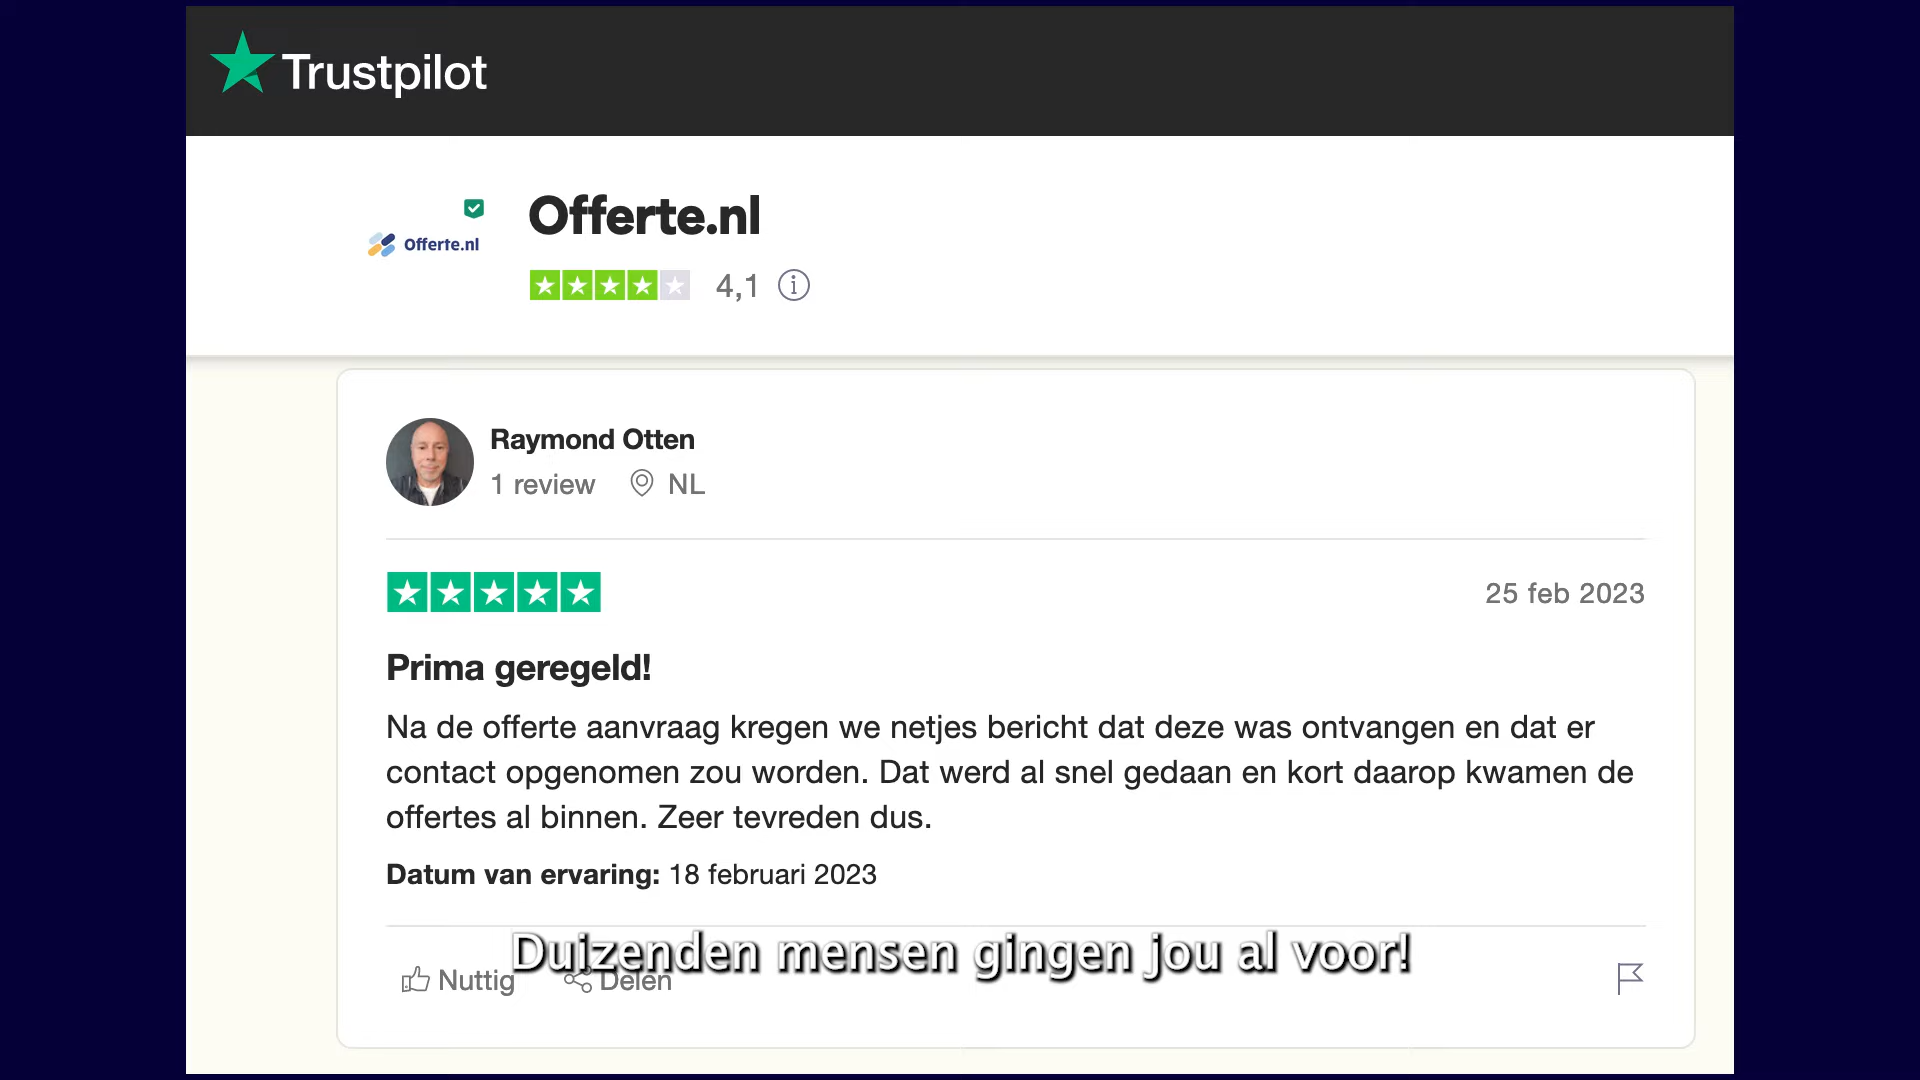 Trustpilot
Offerte.nl
Offerte.nl
4,1
Raymond Otten
1 review NL
25 feb 2023
Prima geregeld!
Na de offerte aanvraag kregen we netjes bericht dat deze was ontvangen en dat er
contact opgenomen zou worden. Dat werd al snel gedaan en kort daarop kwamen de
offertes al binnen. Zeer tevreden dus.
Datum van ervaring: 18 februari 2023
Duizenden mensen gingen jou al voor!
Nuttig Delen